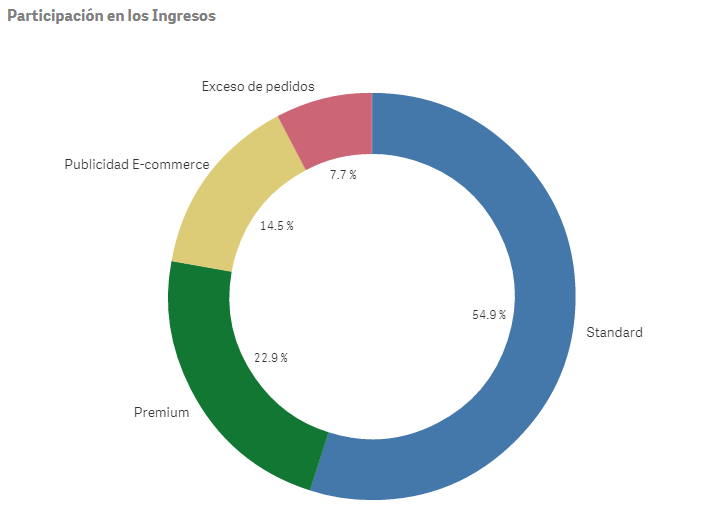 Participación en los Ingresos
Exceso de pedidos
7.7 %
Publicidad E-commerce
14.5 %
54.9 %
Standard
22.9 %
Premium